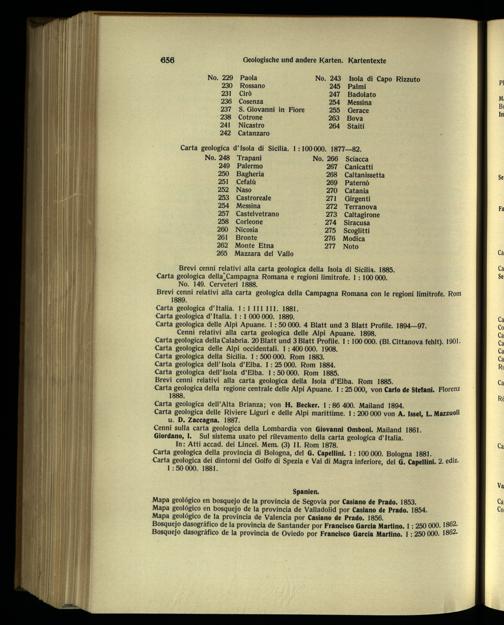 656 Geologische und andere Karten. Kartentexte
No. 229 Paola No. 243 Isola di Capo Rizzuto
230 Rossano 245 Palmi
231 Cirò 247 Badolato
236 Cosenza 254 Messina
237 S. Giovanni in Fiore 255 Gerace
238 Cotrone 263 Bova
241 Nicastro 264 Staiti
242 Catanzaro
Carta geologica d'Isola di Sicilia. 1 : 100 000. 1877—82.
No. 248 Trapani No. 266 Sciacca
249 Palermo 267 Canicatti
250 Bagheria 268 Caltanissetta
251 Cefalù 269 Paternò
252 Naso 270 Catania
253 Castroreale 271 Girgenti
254 Messina 272 Terranova
257 Castelvetrano 273 Caltagirone
258 Corleone 274 Siracusa
260 Nicosia 275 Scoglitti
261 Bronte 276 Modica
262 Monte Etna 277 Noto
265 Mazzara del Vallo
Brevi cenni relativi alla carta geologica della Isola di Sicilia. 1885.
Carta geologica della Campagna Romana e regioni limitrofe. 1 : 100 000.
No. 149. Cerveteri 1888.
Brevi cenni relativi alla carta geologica della Campagna Romana con le regioni limitrofe. Rom
1889.
Carta geologica d'Italia. 1 : 1 111 111. 1881.
Carta geologica d'Italia. 1 : 1 000 000. 1889.
Carta geologica delle Alpi Apuane. 1 : 50 000. 4 Blatt und 3 Blatt Profile. 1894—97.
Cenni relativi alla carta geologica delle Alpi Apuane. 1898.
Carta geologica della Calabria. 20 Blatt und 3 Blatt Profile. 1 : 100 000. (Bl. Cittanova fehlt). 1901.
Carta geologica delle Alpi occidentali. 1 : 400 000. 1908.
Carta geologica della Sicilia. 1 : 500 000. Rom 1883.
Carta geologica dell'Isola d'Elba. 1 : 25 000. Rom 1884.
Carta geologica dell'Isola d'Elba. 1 : 50 000. Rom 1885.
Brevi cenni relativi alla carta geologica della Isola d'Elba. Rom 1885.
Carta geologica della regione centrale delle Alpi Apuane. 1 : 25 000, von Carlo de Stefani. Florenz
1888.
Carta geologica dell'Alta Brianza; von H. Becker. 1 : 86 400. Mailand 1894.
Carta geologica delle Riviere Liguri e delle Alpi marittime. 1 : 200 000 von A. Issel, L. Mazzuoli
u. D. Zaccagna. 1887.
Cenni sulla carta geologica della Lombardia von Giovanni Omboni. Mailand 1861.
Giordano, I. Sul sistema usato pel rilevamento della carta geologica d'Italia.
In: Atti accad. dei Lincei. Mem. (3) II. Rom 1878.
Carta geologica della provincia di Bologna, del G. Capellini. 1 : 100 000. Bologna 1881.
Carta geologica dei dintorni del Golfo di Spezia e Val di Magra inferiore, del G. Capellini. 2. ediz.
1 : 50 000. 1881.
Spanien.
Mapa geológico en bosquejo de la provincia de Segovia por Casiano de Prado. 1853.
Mapa geológico en bosquejo de la provincia de Valladolid por Casiano de Prado. 1854.
Mapa geológico de la provincia de Valencia por Casiano de Prado. 1856.
Bosquejo dasográfico de la provincia de Santander por Francisco García Martino. 1 : 250 000. 1862.
Bosquejo dasográfico de la provincia de Oviedo por Francisco García Martino. 1 : 250 000. 1862.